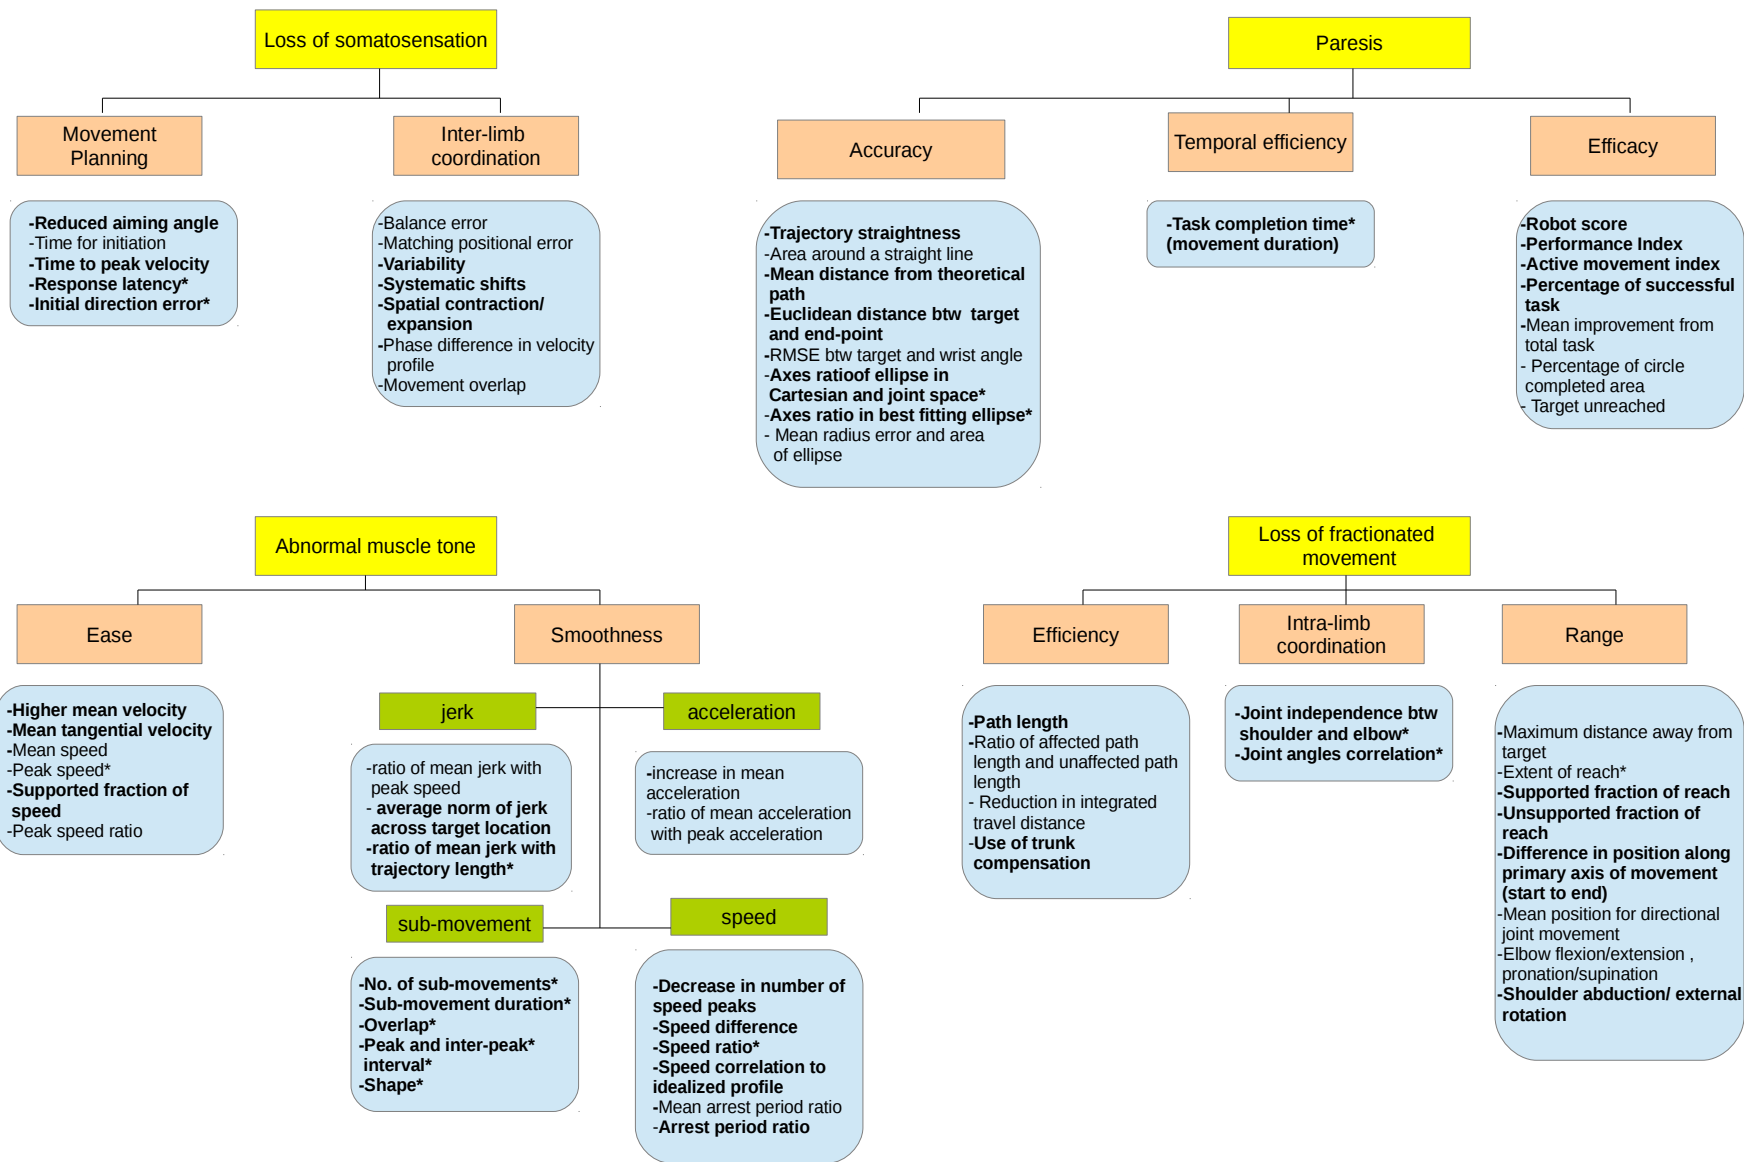 Loss of somatosensation
Movement
Planning
Inter-limb
coordination
-Reduced aiming angle
-Time for initiation
-Time to peak velocity
-Response latency*
-Initial direction error*
-Balance error
-Matching positional error
-Variability
-Systematic shifts
-Spatial contraction/
expansion
-Phase difference in velocity
profile
-Movement overlap
Paresis
Accuracy
Temporal efficiency
Efficacy
-Trajectory straightness
-Area around a straight line
-Mean distance from theoretical
path
-Euclidean distance btw target
and end-point
-RMSE btw target and wrist angle
-Axes ratioof ellipse in
Cartesian and joint space*
-Axes ratio in best fitting ellipse*
- Mean radius error and area
of ellipse
-Task completion time*
(movement duration)
-Robot score
-Performance Index
-Active movement index
-Percentage of successful
task
-Mean improvement from
total task
- Percentage of circle
completed area
- Target unreached
Abnormal muscle tone
Ease
Smoothness
-Higher mean velocity
-Mean tangential velocity
-Mean speed
-Peak speed*
-Supported fraction of
speed
-Peak speed ratio
jerk
acceleration
-ratio of mean jerk with
peak speed
- average norm of jerk
across target location
-ratio of mean jerk with
trajectory length*
-increase in mean
acceleration
-ratio of mean acceleration
with peak acceleration
sub-movement
speed
-No. of sub-movements*
-Sub-movement duration*
-Overlap*
-Peak and inter-peak*
interval*
-Shape*
-Decrease in number of
speed peaks
-Speed difference
-Speed ratio*
-Speed correlation to
idealized profile
-Mean arrest period ratio
-Arrest period ratio
Loss of fractionated
movement
Efficiency
Intra-limb
coordination
Range
-Path length
-Ratio of affected path
length and unaffected path
length
- Reduction in integrated
travel distance
-Use of trunk
compensation
-Joint independence btw
shoulder and elbow*
-Joint angles correlation*
-Maximum distance away from
target
-Extent of reach*
-Supported fraction of reach
-Unsupported fraction of
reach
-Difference in position along
primary axis of movement
(start to end)
-Mean position for directional
joint movement
-Elbow flexion/extension ,
pronation/supination
-Shoulder abduction/ external
rotation